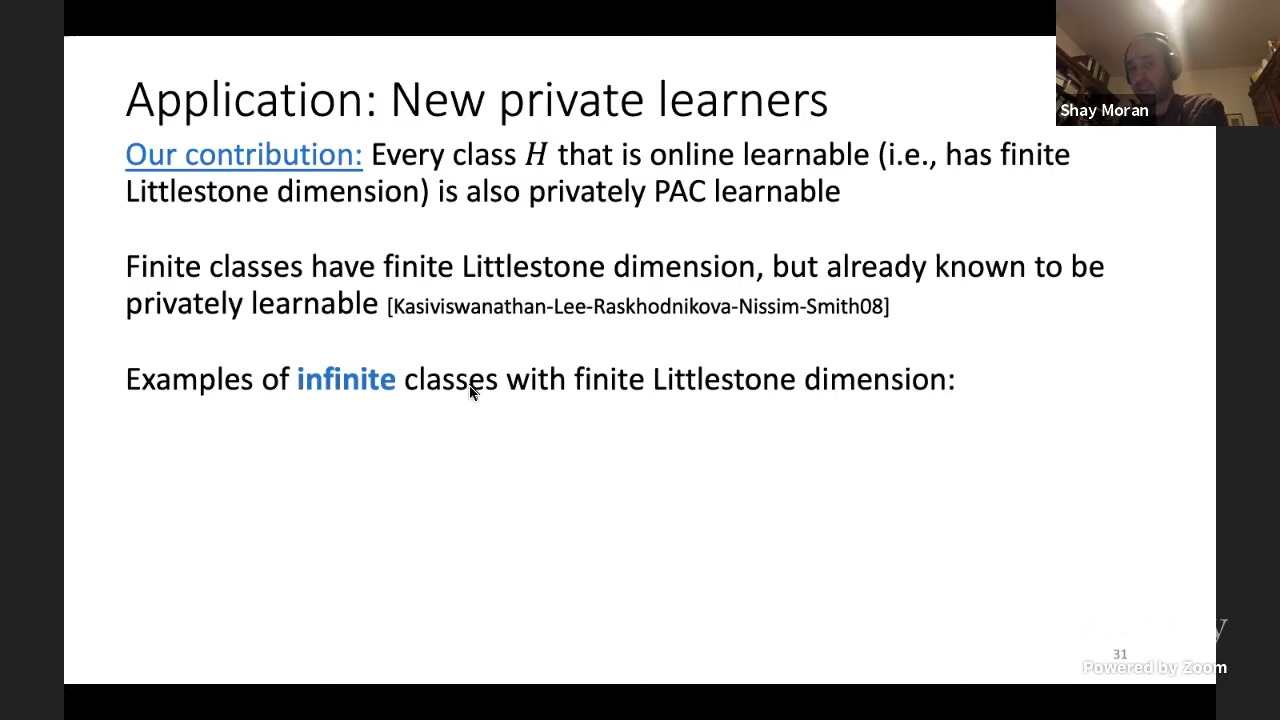 Application: New private learners
Shay Moran
Our contribution: Every class H that is online learnable (i.e., has finite
Littlestone dimension) is also privately PAC learnable
Finite classes have finite Littlestone dimension, but already known to be
privately learnable [Kasiviswanathan-Lee-Raskhodnikova-Nissim-Smith08]
Examples of infinite classes with finite Littlestone dimension:
31
Powered by Zoom